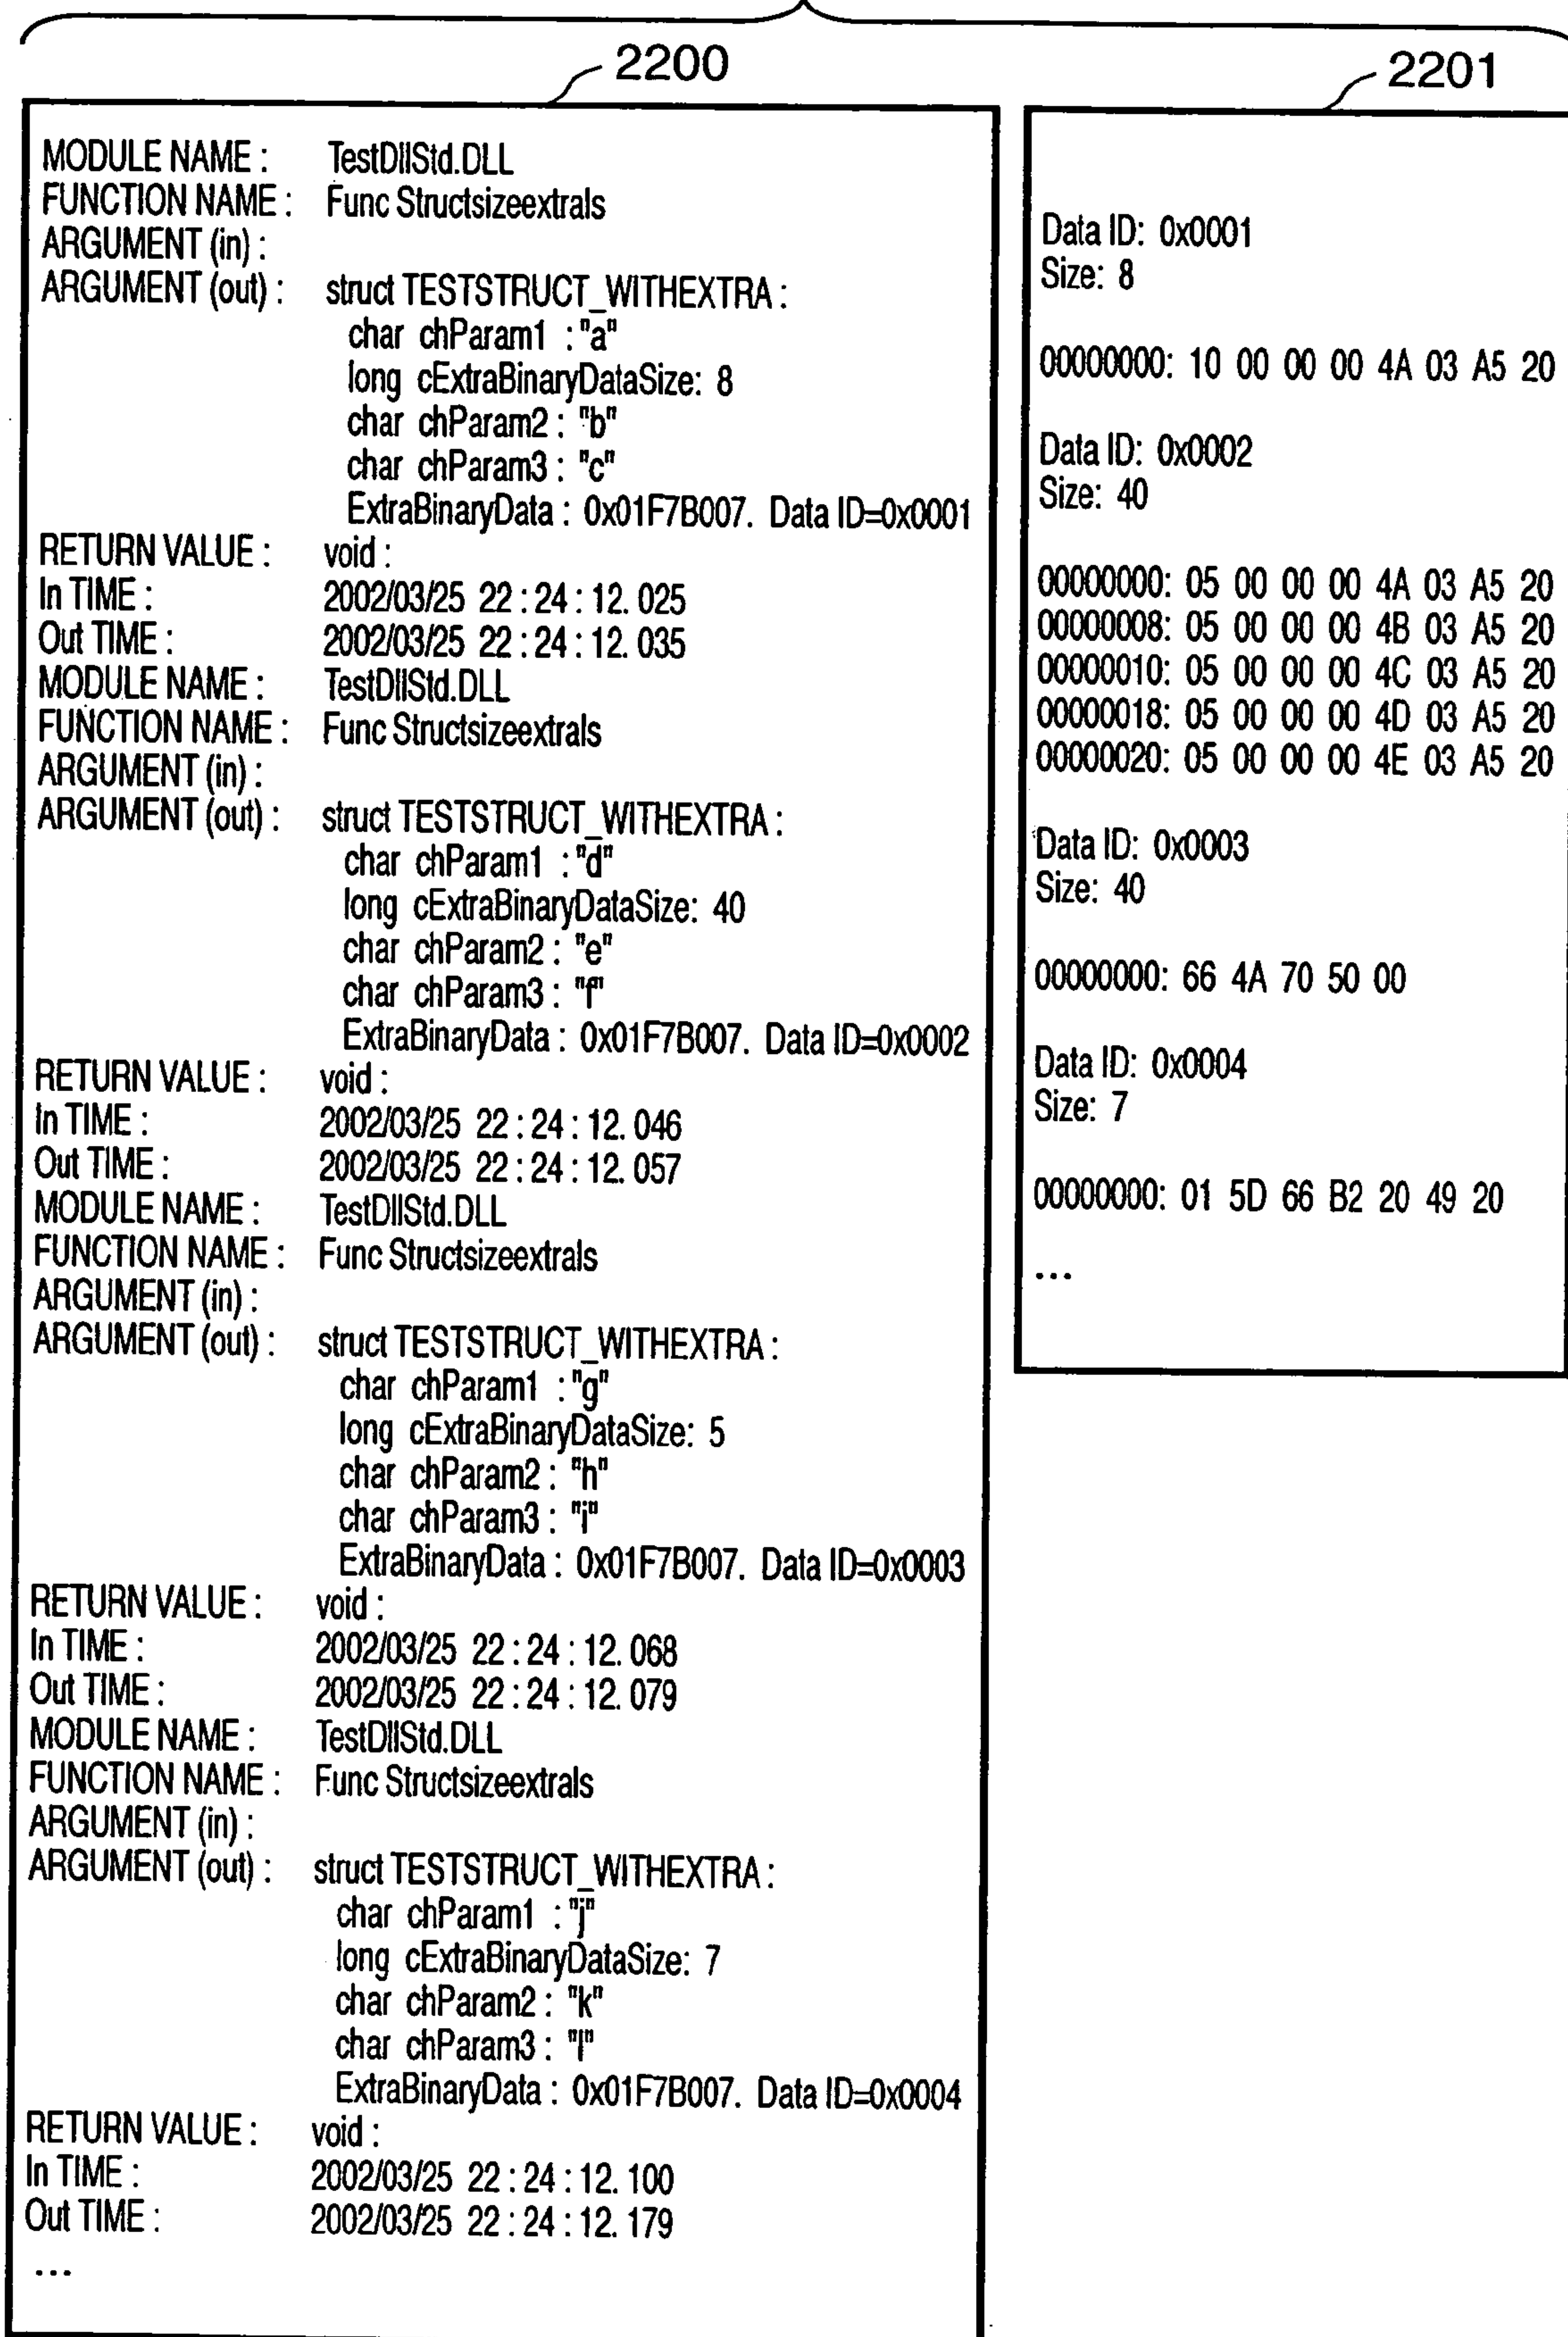 2200
MODULE NAME : TestDllStd.DLL
FUNCTION NAME : Func Structsizeextrals
ARGUMENT (in) :
ARGUMENT (out) : struct TESTSTRUCT_WITHEXTRA :
char chParam1 : "a"
long cExtraBinaryDataSize: 8
char chParam2 : "b"
char chParam3 : "c"
ExtraBinaryData : 0x01F7B007. Data ID=0x0001
RETURN VALUE : void :
In TIME : 2002/03/25 22 : 24 : 12. 025
Out TIME : 2002/03/25 22 : 24 : 12. 035
MODULE NAME : TestDllStd.DLL
FUNCTION NAME : Func Structsizeextrals
ARGUMENT (in) :
ARGUMENT (out) : struct TESTSTRUCT_WITHEXTRA :
char chParam1 : "d"
long cExtraBinaryDataSize: 40
char chParam2 : "e"
char chParam3 : "f"
ExtraBinaryData : 0x01F7B007. Data ID=0x0002
RETURN VALUE : void :
In TIME : 2002/03/25 22 : 24 : 12. 046
Out TIME : 2002/03/25 22 : 24 : 12. 057
MODULE NAME : TestDllStd.DLL
FUNCTION NAME : Func Structsizeextrals
ARGUMENT (in) :
ARGUMENT (out) : struct TESTSTRUCT_WITHEXTRA :
char chParam1 : "g"
long cExtraBinaryDataSize: 5
char chParam2 : "h"
char chParam3 : "i"
ExtraBinaryData : 0x01F7B007. Data ID=0x0003
RETURN VALUE : void :
In TIME : 2002/03/25 22 : 24 : 12. 068
Out TIME : 2002/03/25 22 : 24 : 12. 079
MODULE NAME : TestDllStd.DLL
FUNCTION NAME : Func Structsizeextrals
ARGUMENT (in) :
ARGUMENT (out) : struct TESTSTRUCT_WITHEXTRA :
char chParam1 : "j"
long cExtraBinaryDataSize: 7
char chParam2 : "k"
char chParam3 : "l"
ExtraBinaryData : 0x01F7B007. Data ID=0x0004
RETURN VALUE : void :
In TIME : 2002/03/25 22 : 24 : 12. 100
Out TIME : 2002/03/25 22 : 24 : 12. 179
...
2201
Data ID: 0x0001
Size: 8
00000000: 10 00 00 00 4A 03 A5 20
Data ID: 0x0002
Size: 40
00000000: 05 00 00 00 4A 03 A5 20
00000008: 05 00 00 00 4B 03 A5 20
00000010: 05 00 00 00 4C 03 A5 20
00000018: 05 00 00 00 4D 03 A5 20
00000020: 05 00 00 00 4E 03 A5 20
Data ID: 0x0003
Size: 40
00000000: 66 4A 70 50 00
Data ID: 0x0004
Size: 7
00000000: 01 5D 66 B2 20 49 20
...